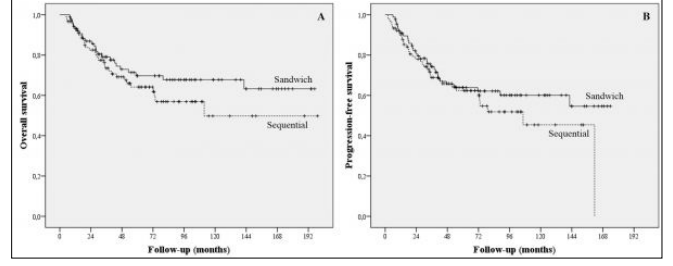 A
1,0
0,8
0,6
0,4
0,2
0,0
Overall survival
Sandwich
Sequential
0 24 48 72 96 120 144 168 192
Follow-up (months)
B
1,0
0,8
0,6
0,4
0,2
0,0
Progression-free survival
Sandwich
Sequential
0 24 48 72 96 120 144 168 192
Follow-up (months)